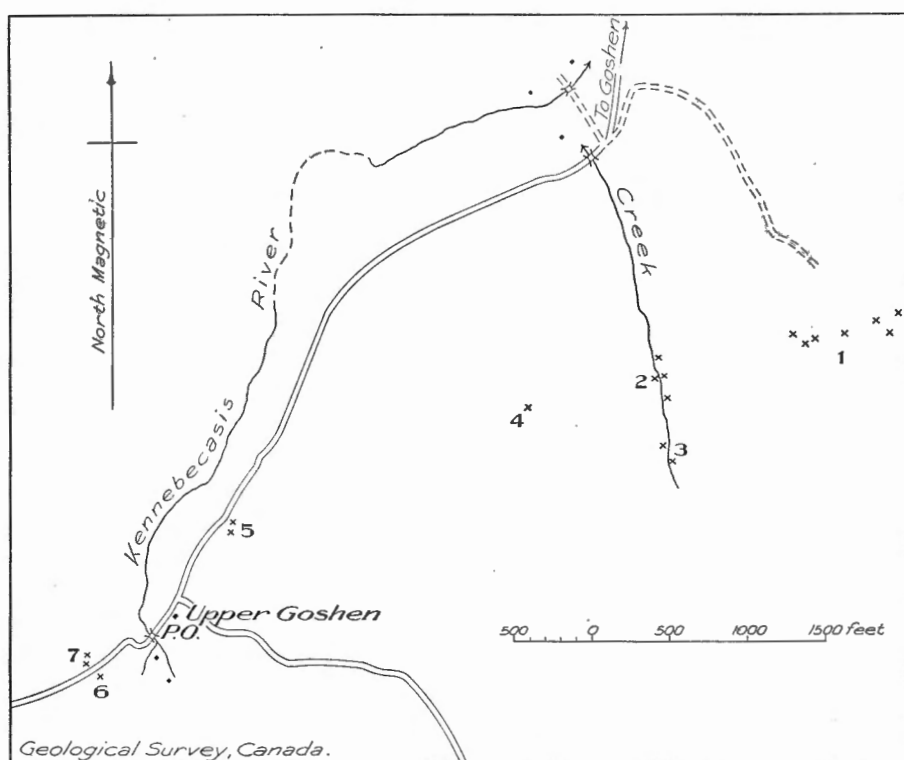 To Goshen
North Magnetic
Creek
River
Kennebecasis
1
2
3
4
5
Upper Goshen
P.O.
500 0 500 1000 1500 feet
7
6
Geological Survey, Canada.